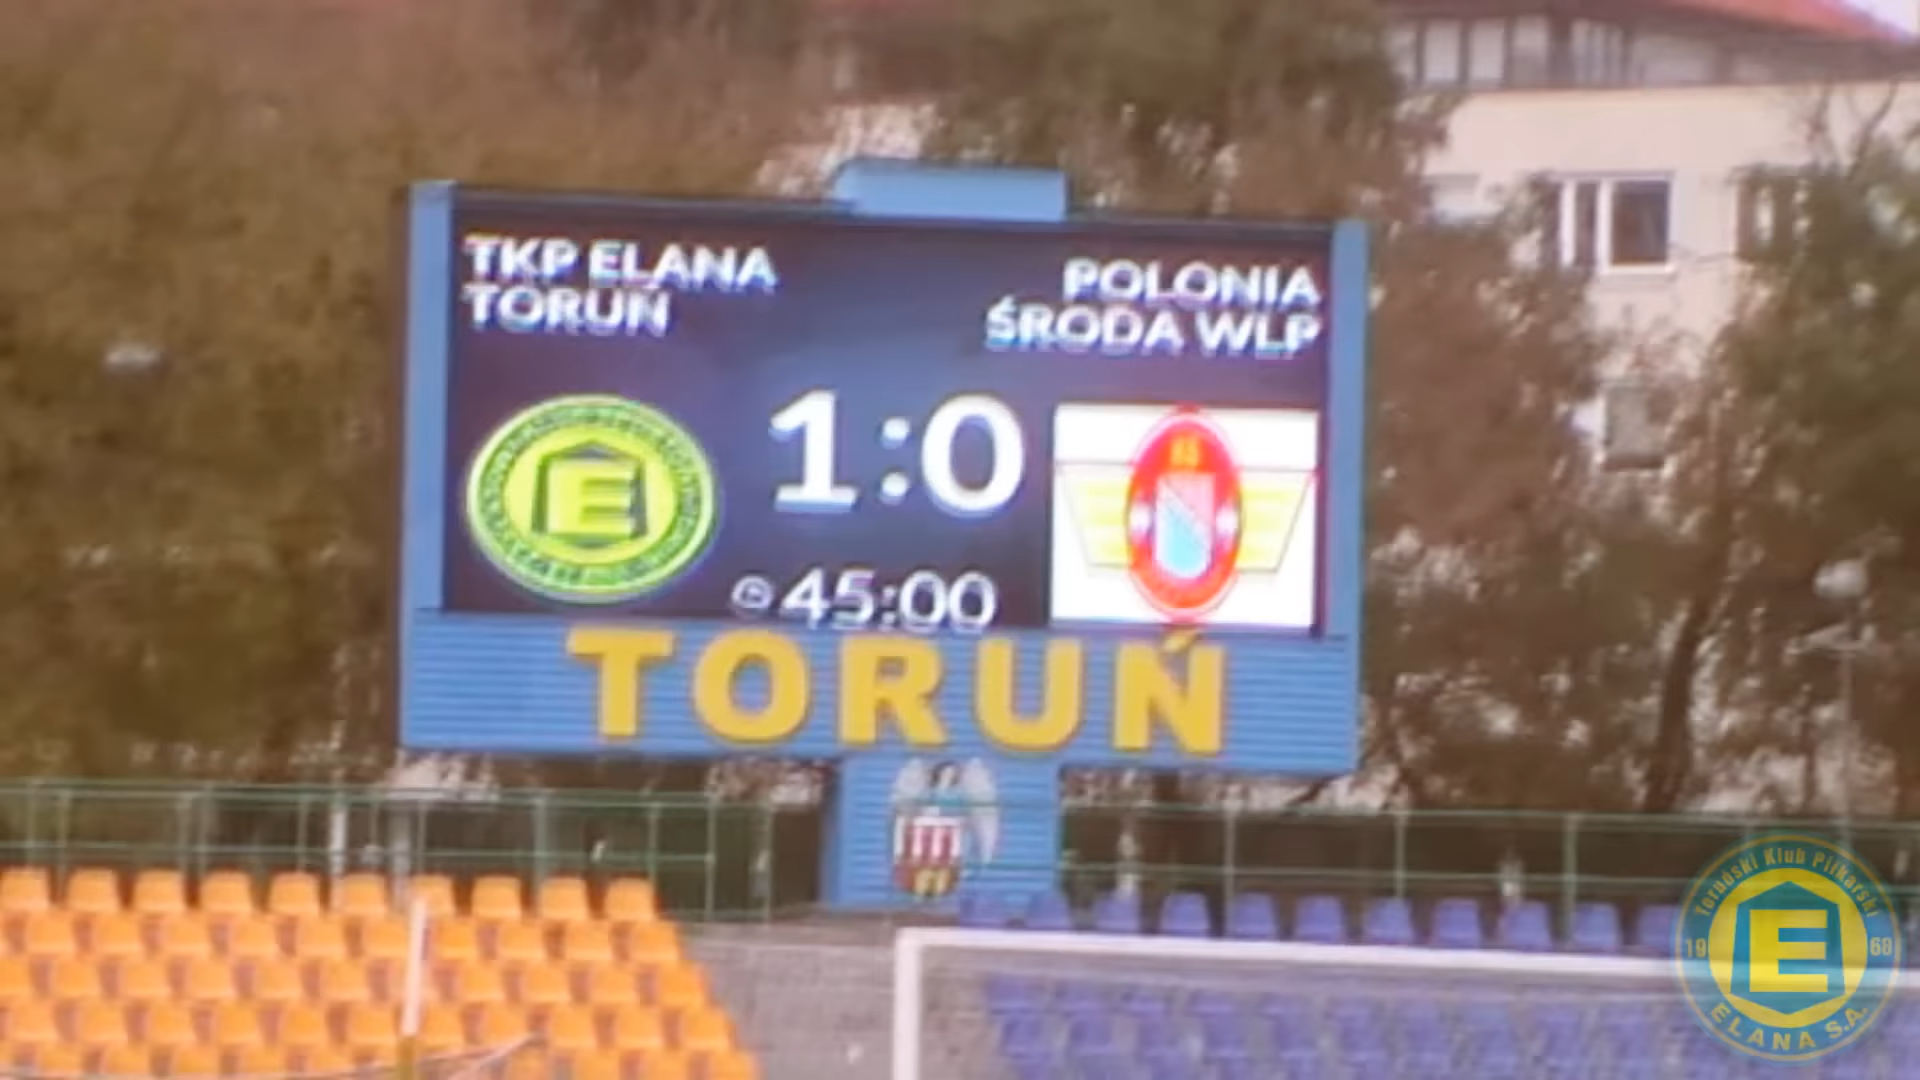 TKP ELANA
TORUŃ
POLONIA
ŚRODA WLP
E
1:0
45:00
TORUŃ
Toruński Klub Piłkarski
19 68
E
ELANA S.A.